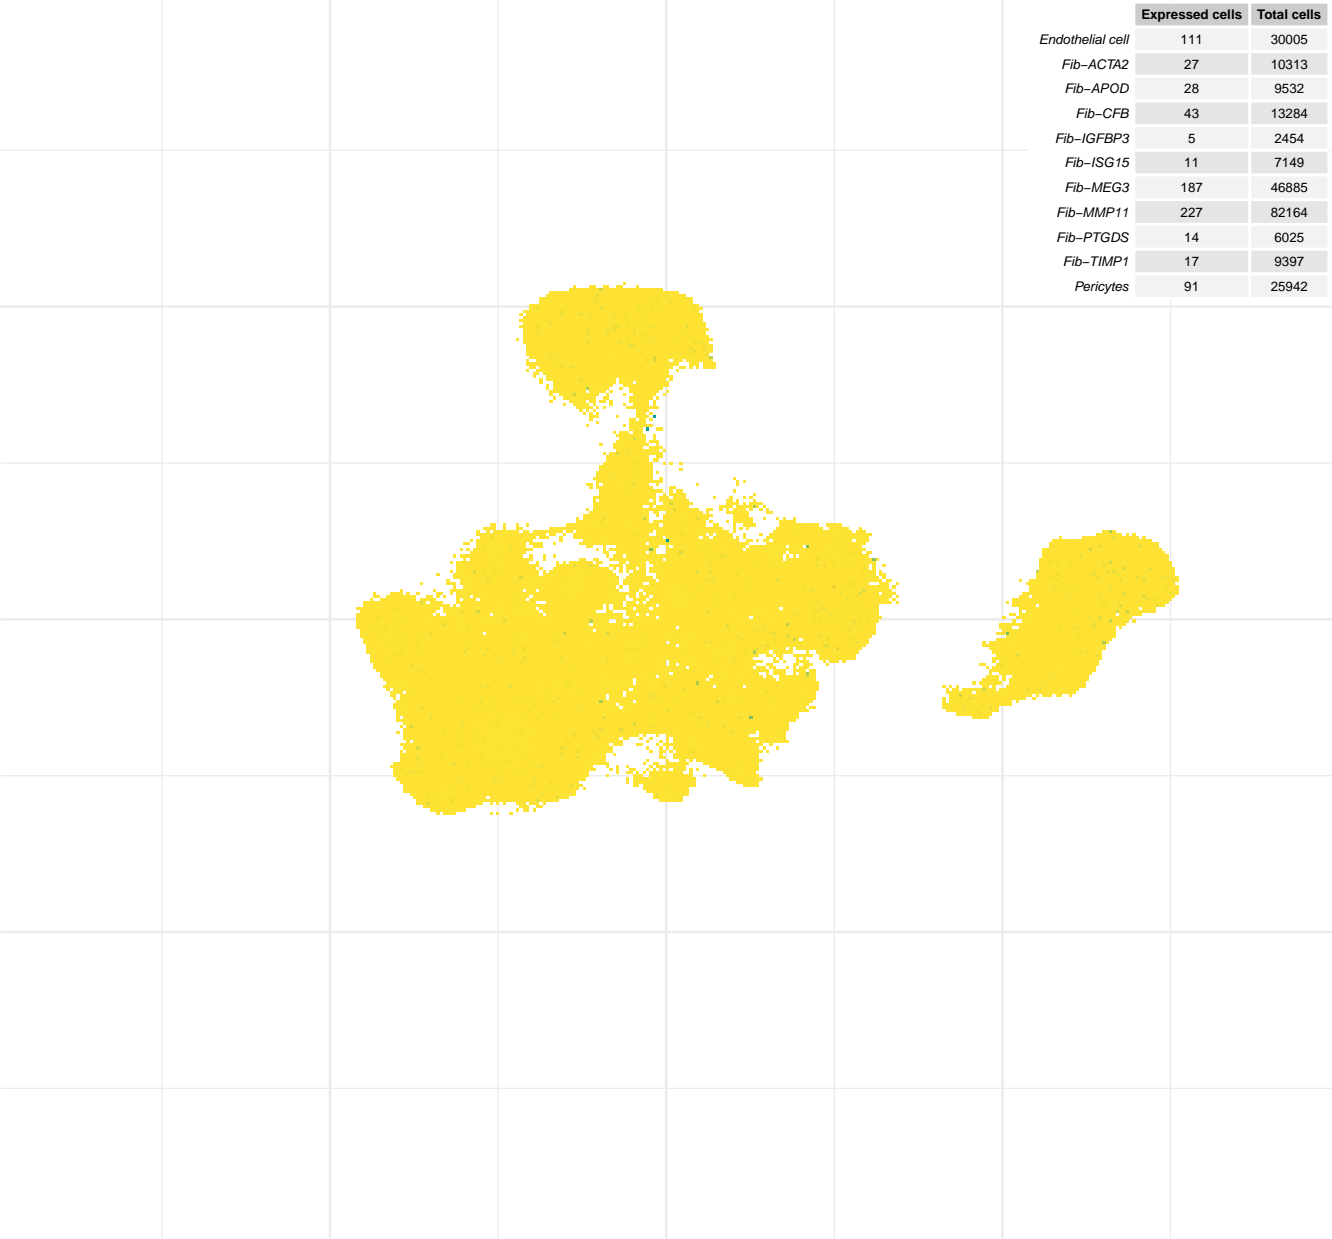 Expressed cells Total cells
Endothelial cell 111 30005
Fib−ACTA2 27 10313
Fib−APOD 28 9532
Fib−CFB 43 13284
Fib−IGFBP3 5 2454
Fib−ISG15 11 7149
Fib−MEG3 187 46885
Fib−MMP11 227 82164
Fib−PTGDS 14 6025
Fib−TIMP1 17 9397
Pericytes 91 25942